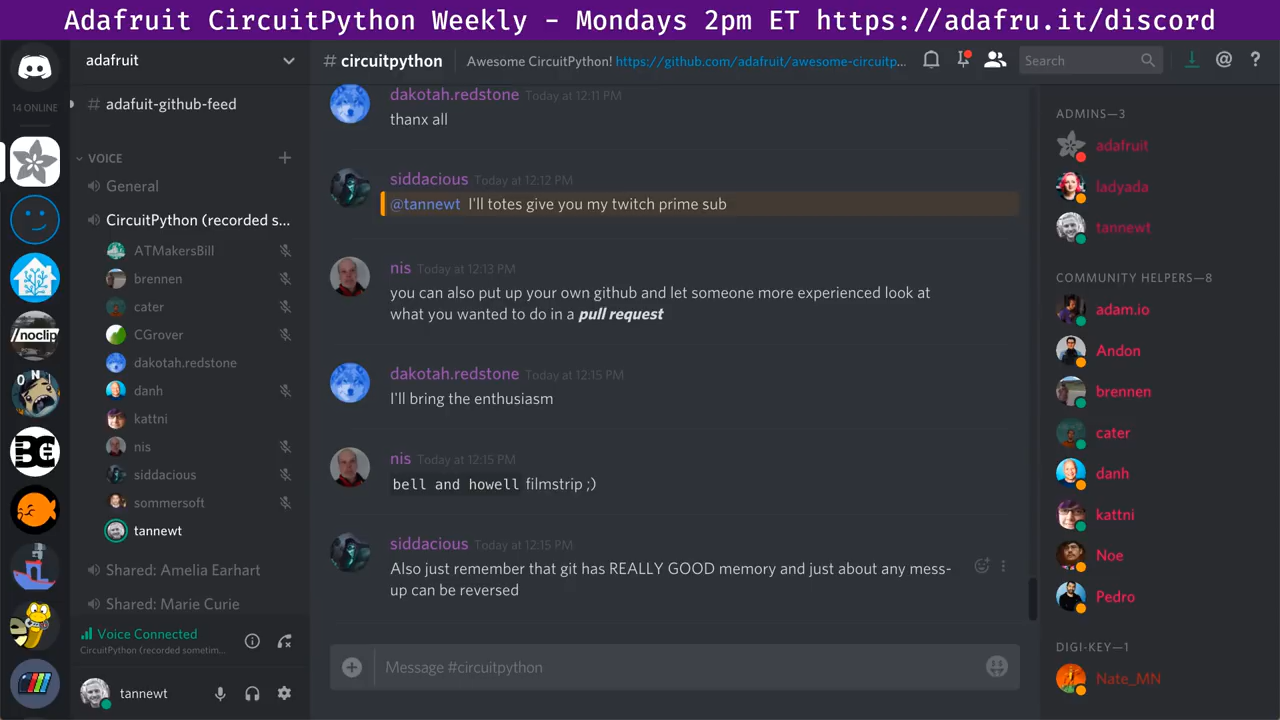 Adafruit CircuitPython Weekly - Mondays 2pm ET https://adafru.it/discord
14 ONLINE
/noclip
adafruit
# adafuit-github-feed
VOICE
General
CircuitPython (recorded s...
ATMakersBill
brennen
cater
CGrover
dakotah.redstone
danh
kattni
nis
siddacious
sommersoft
tannewt
Shared: Amelia Earhart
Shared: Marie Curie
Voice Connected
CircuitPython (recorded sometim...
tannewt
# circuitpython
Awesome CircuitPython! https://github.com/adafruit/awesome-circuitp...
Search
dakotah.redstone Today at 12:11 PM
thanx all
siddacious Today at 12:12 PM
@tannewt I'll totes give you my twitch prime sub
nis Today at 12:13 PM
you can also put up your own github and let someone more experienced look at
what you wanted to do in a pull request
dakotah.redstone Today at 12:15 PM
I'll bring the enthusiasm
nis Today at 12:15 PM
bell and howell filmstrip ;)
siddacious Today at 12:15 PM
Also just remember that git has REALLY GOOD memory and just about any mess-
up can be reversed
Message #circuitpython
ADMINS—3
adafruit
ladyada
tannewt
COMMUNITY HELPERS—8
adam.io
Andon
brennen
cater
danh
kattni
Noe
Pedro
DIGI-KEY—1
Nate_MN